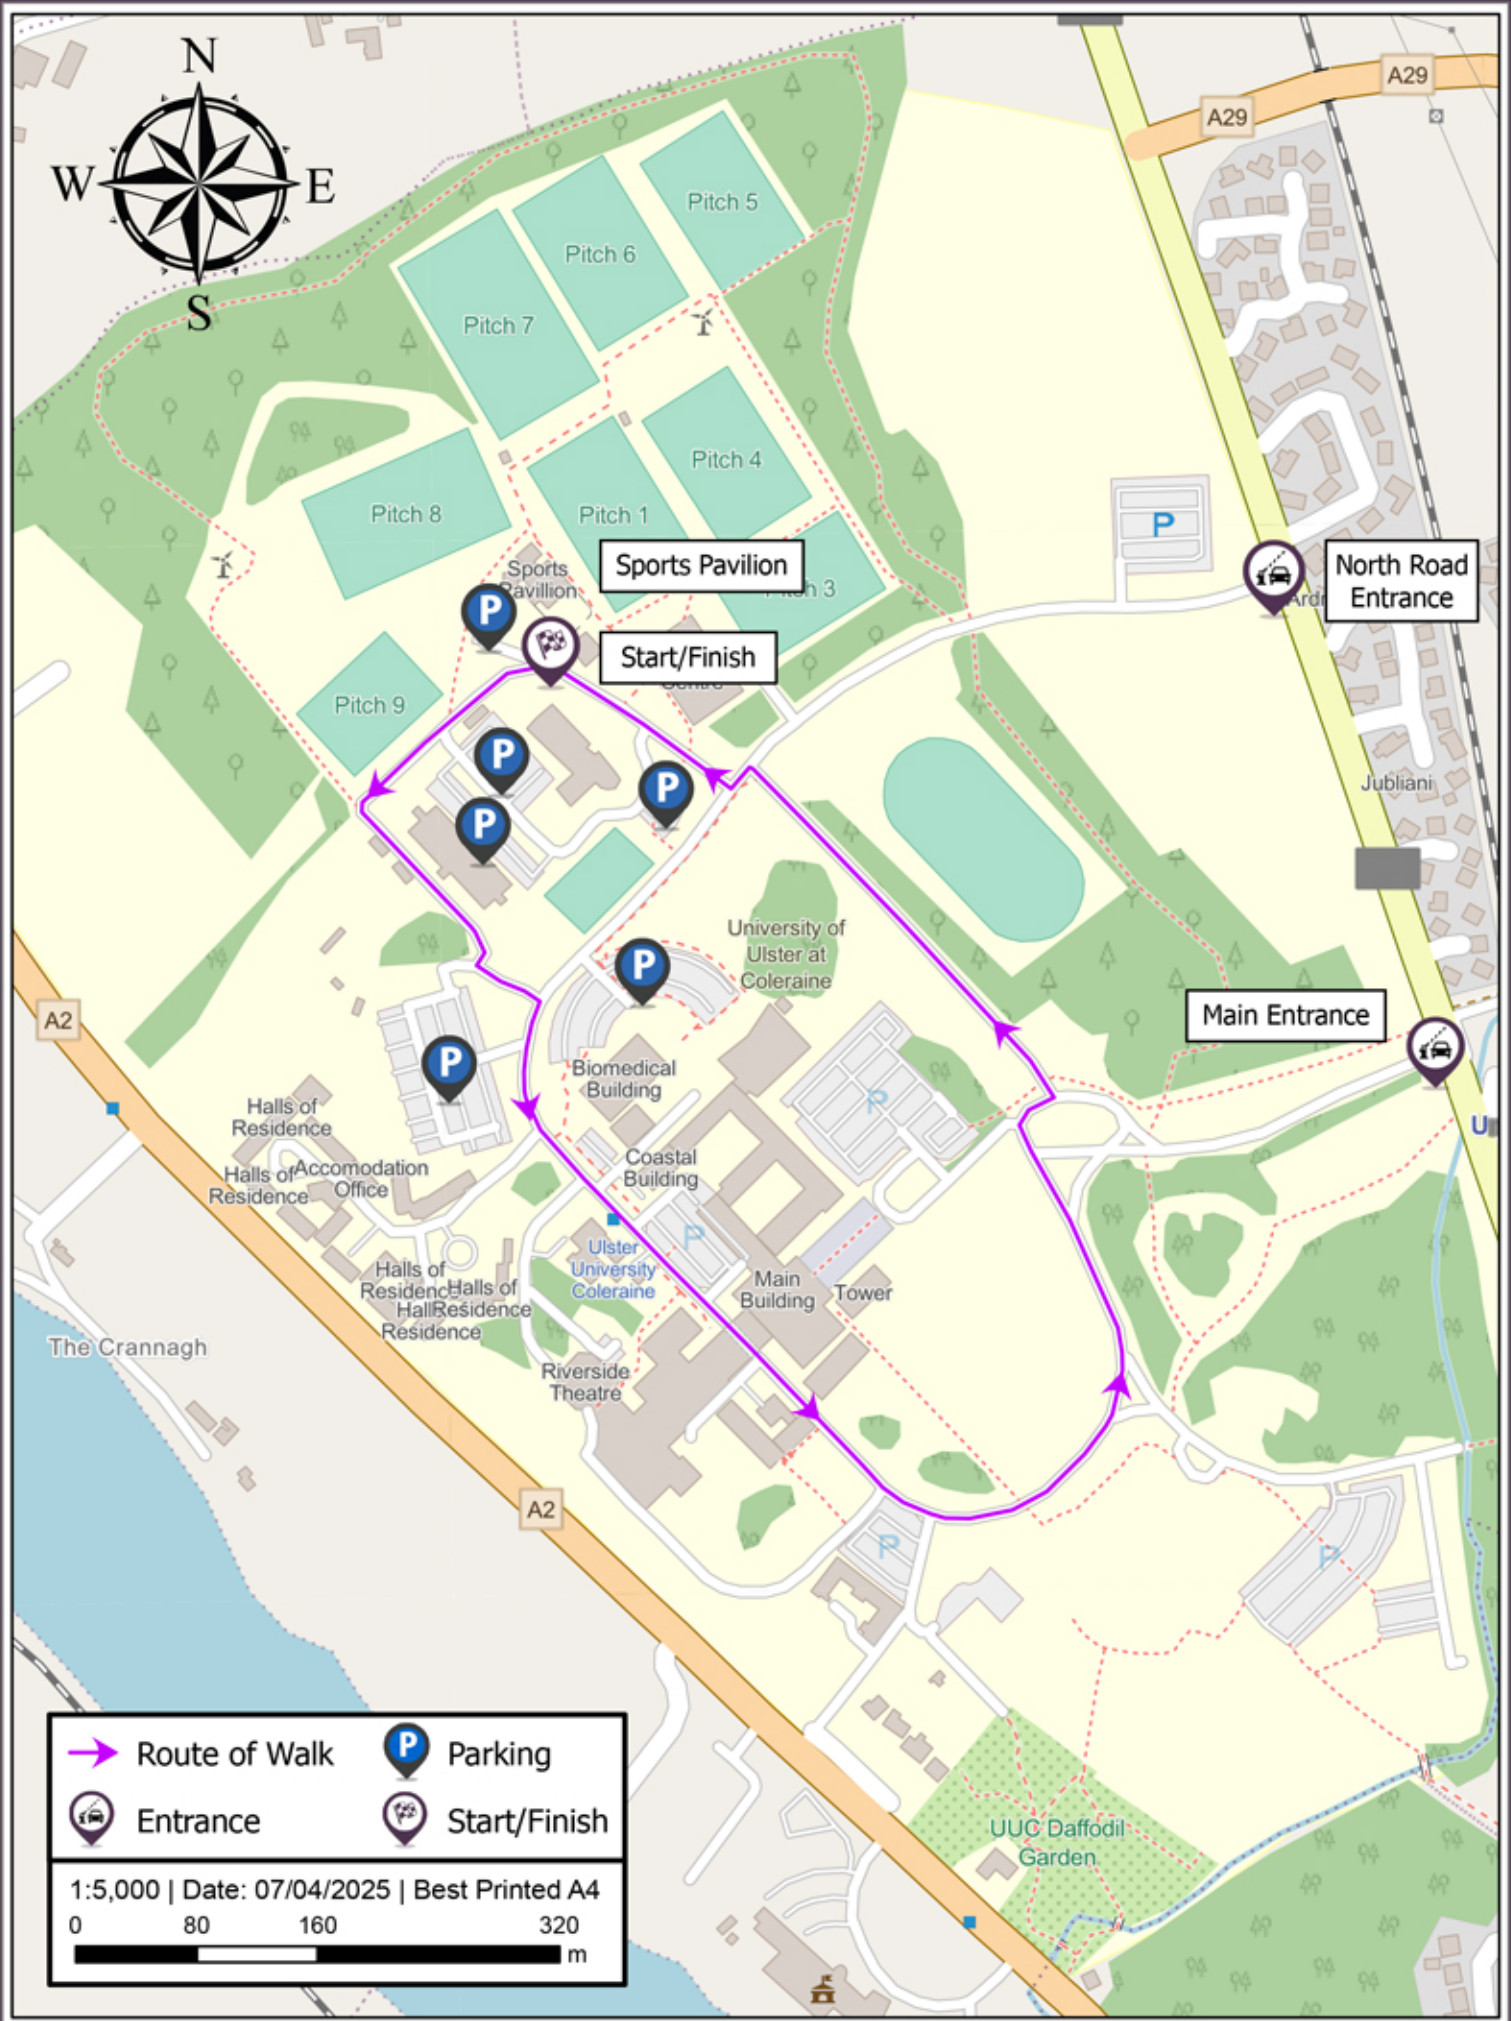 N
W
E
S
A29
A29
Pitch 5
Pitch 6
Pitch 7
Pitch 4
Pitch 8
Pitch 1
P
Sports
Pavillion
Sports Pavilion
North Road
Entrance
P
Start/Finish
Pitch 9
P
P
P
Jubliani
University of
Ulster at
Coleraine
P
Main Entrance
A2
P
Biomedical
Building
P
Halls of
Residence
Accomodation
Office
Halls of
Residence
Coastal
Building
P
Ulster
University
Coleraine
Main
Building
Tower
Halls of
Halls of
Residence
Residence
The Crannagh
Riverside
Theatre
A2
P
P
Route of Walk
P
Parking
Entrance
Start/Finish
UUC Daffodil
Garden
1:5,000 | Date: 07/04/2025 | Best Printed A4
0 80 160 320
m